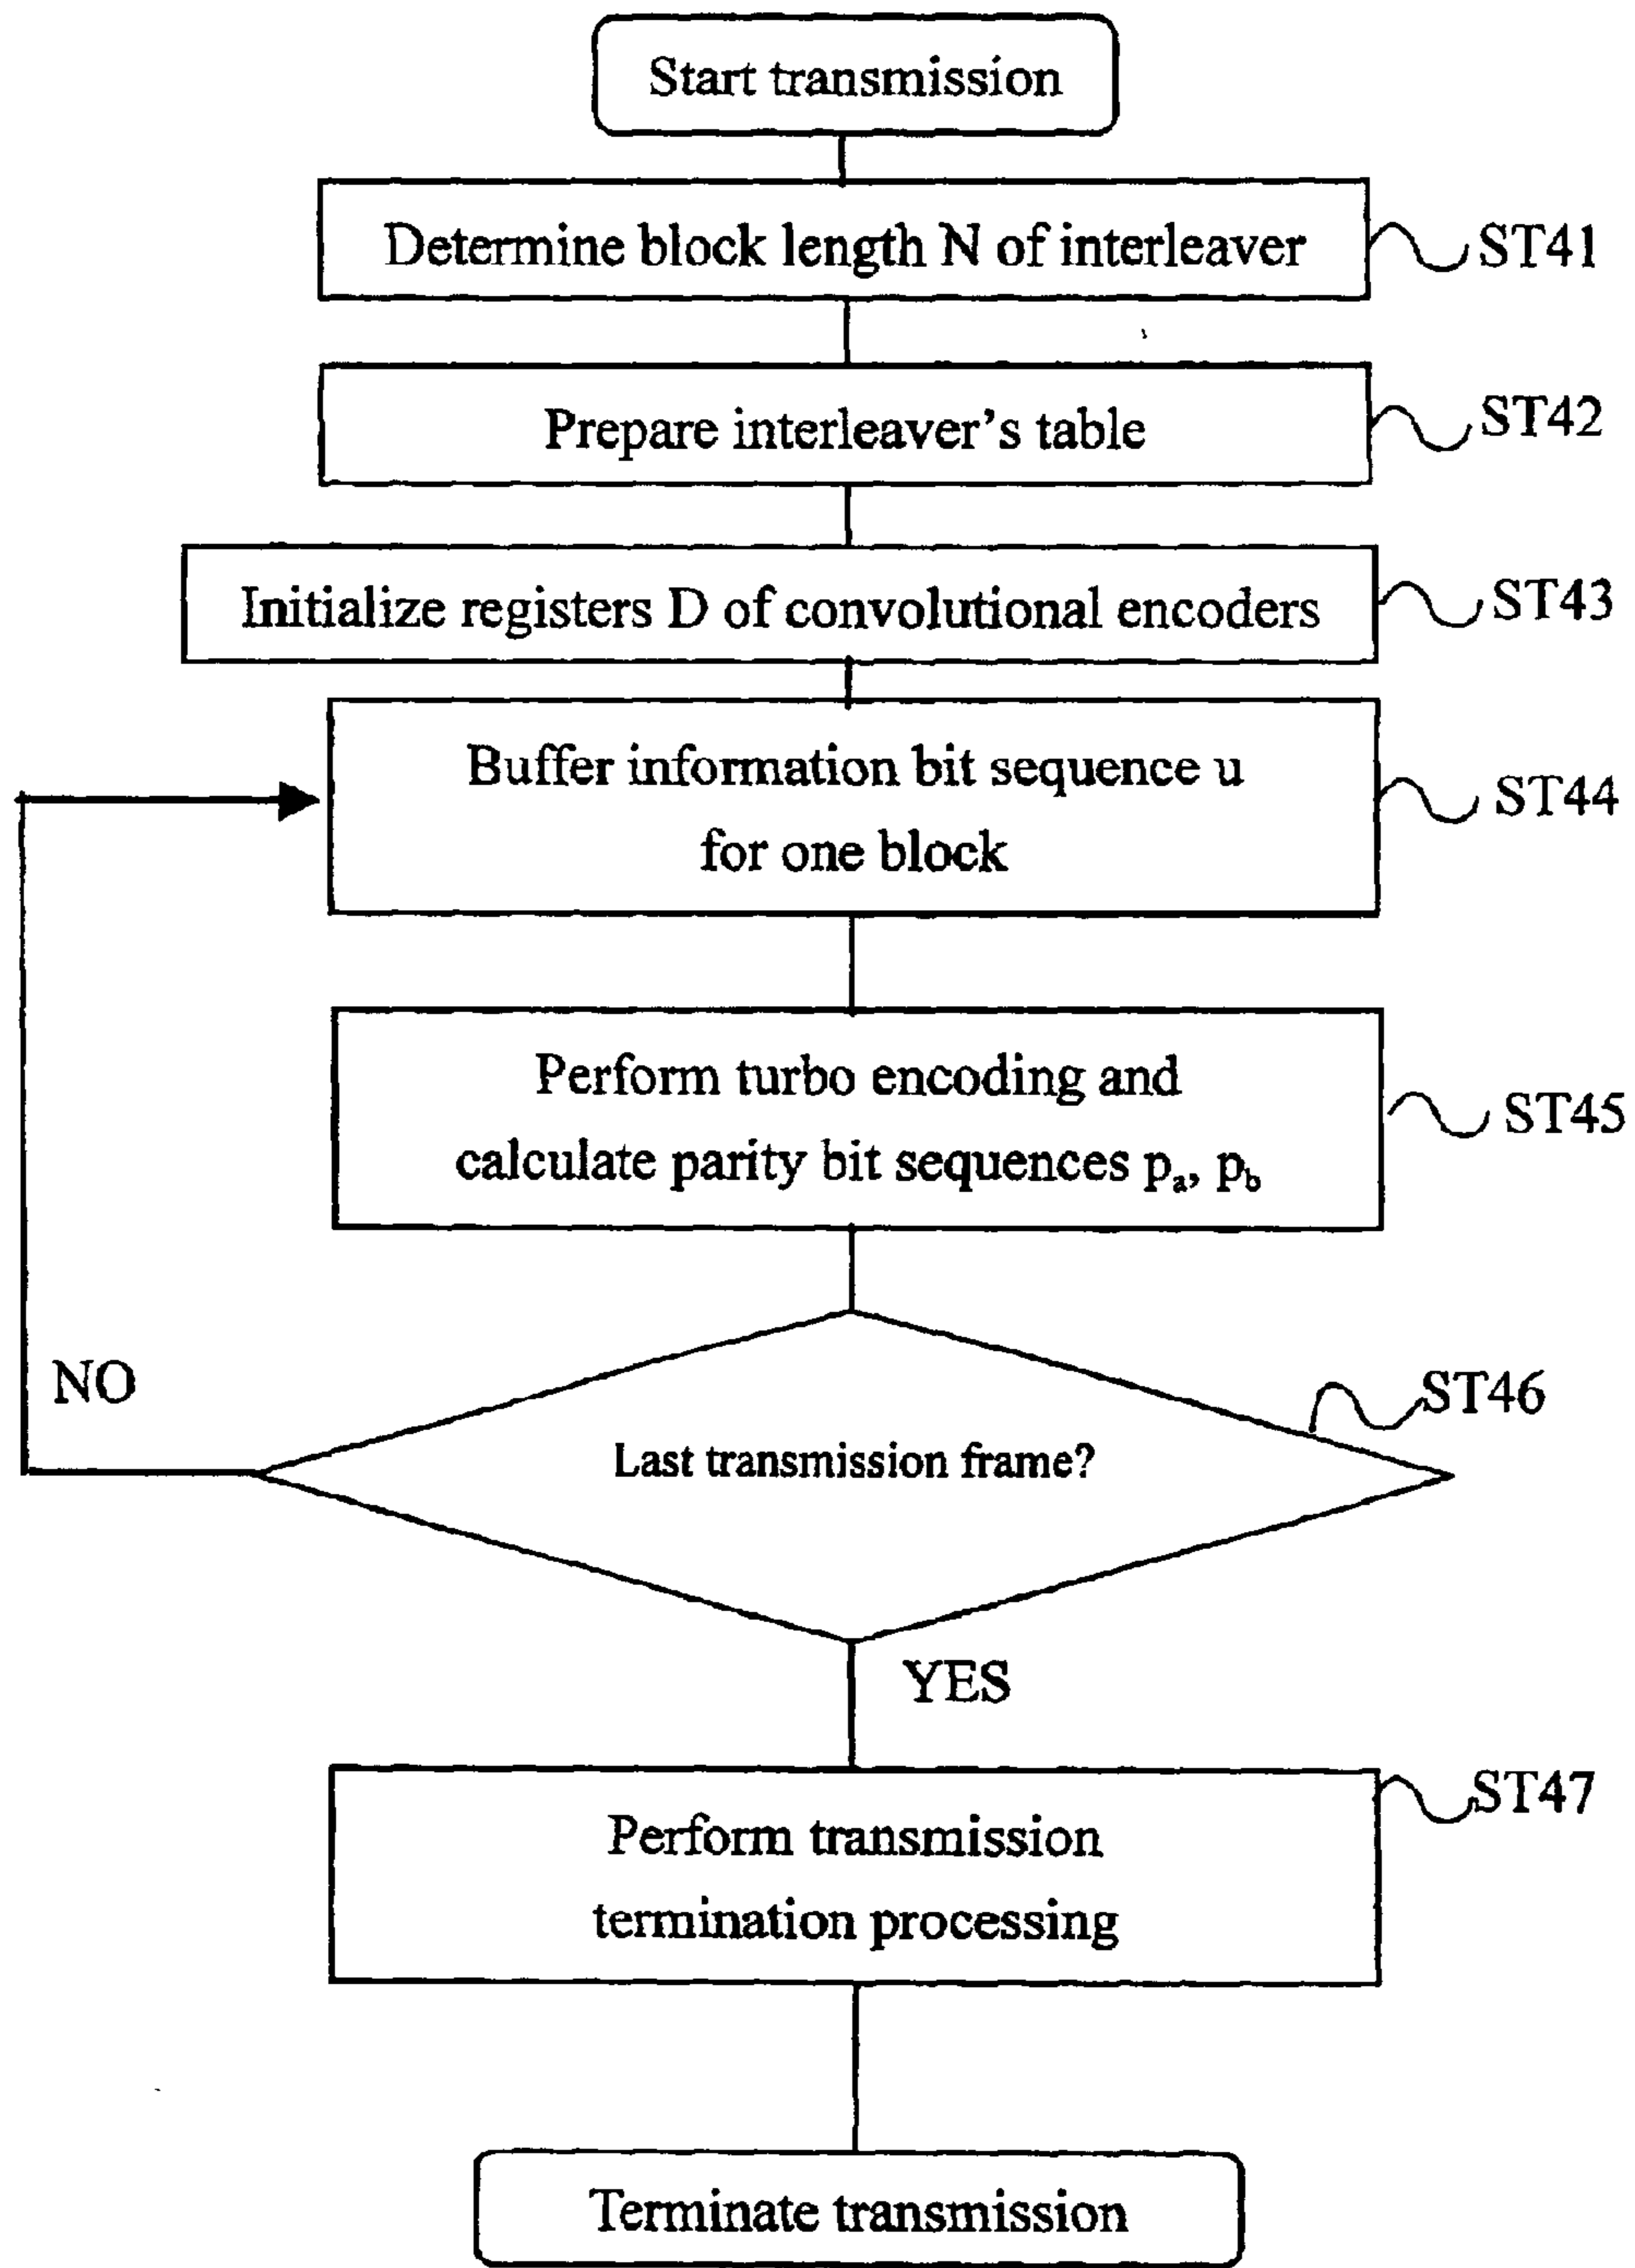 Start transmission
Determine block length N of interleaver
ST41
Prepare interleaver's table
ST42
Initialize registers D of convolutional encoders
ST43
Buffer information bit sequence u
for one block
ST44
Perform turbo encoding and
calculate parity bit sequences pₐ, p_b
ST45
NO
Last transmission frame?
ST46
YES
Perform transmission
termination processing
ST47
Terminate transmission